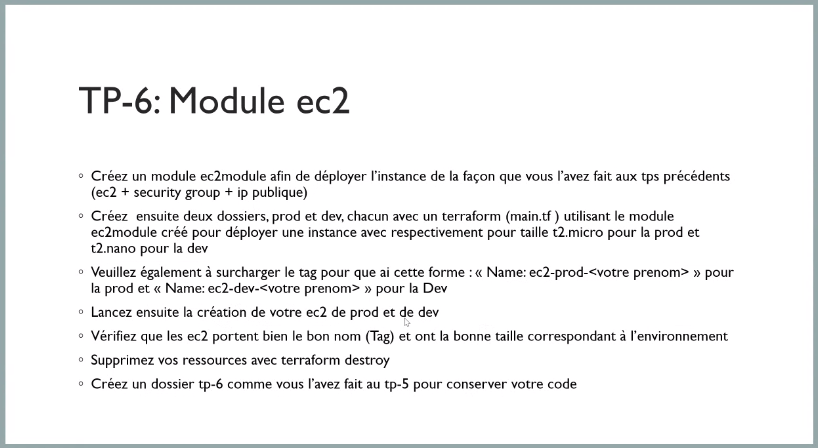 TP-6: Module ec2
◦ Créez un module ec2module afin de déployer l'instance de la façon que vous l'avez fait aux tps précédents
(ec2 + security group + ip publique)
◦ Créez ensuite deux dossiers, prod et dev, chacun avec un terraform (main.tf ) utilisant le module
ec2module créé pour déployer une instance avec respectivement pour taille t2.micro pour la prod et
t2.nano pour la dev
◦ Veuillez également à surcharger le tag pour que ai cette forme : « Name: ec2-prod-<votre prenom> » pour
la prod et « Name: ec2-dev-<votre prenom> » pour la Dev
◦ Lancez ensuite la création de votre ec2 de prod et de dev
◦ Vérifiez que les ec2 portent bien le bon nom (Tag) et ont la bonne taille correspondant à l'environnement
◦ Supprimez vos ressources avec terraform destroy
◦ Créez un dossier tp-6 comme vous l'avez fait au tp-5 pour conserver votre code